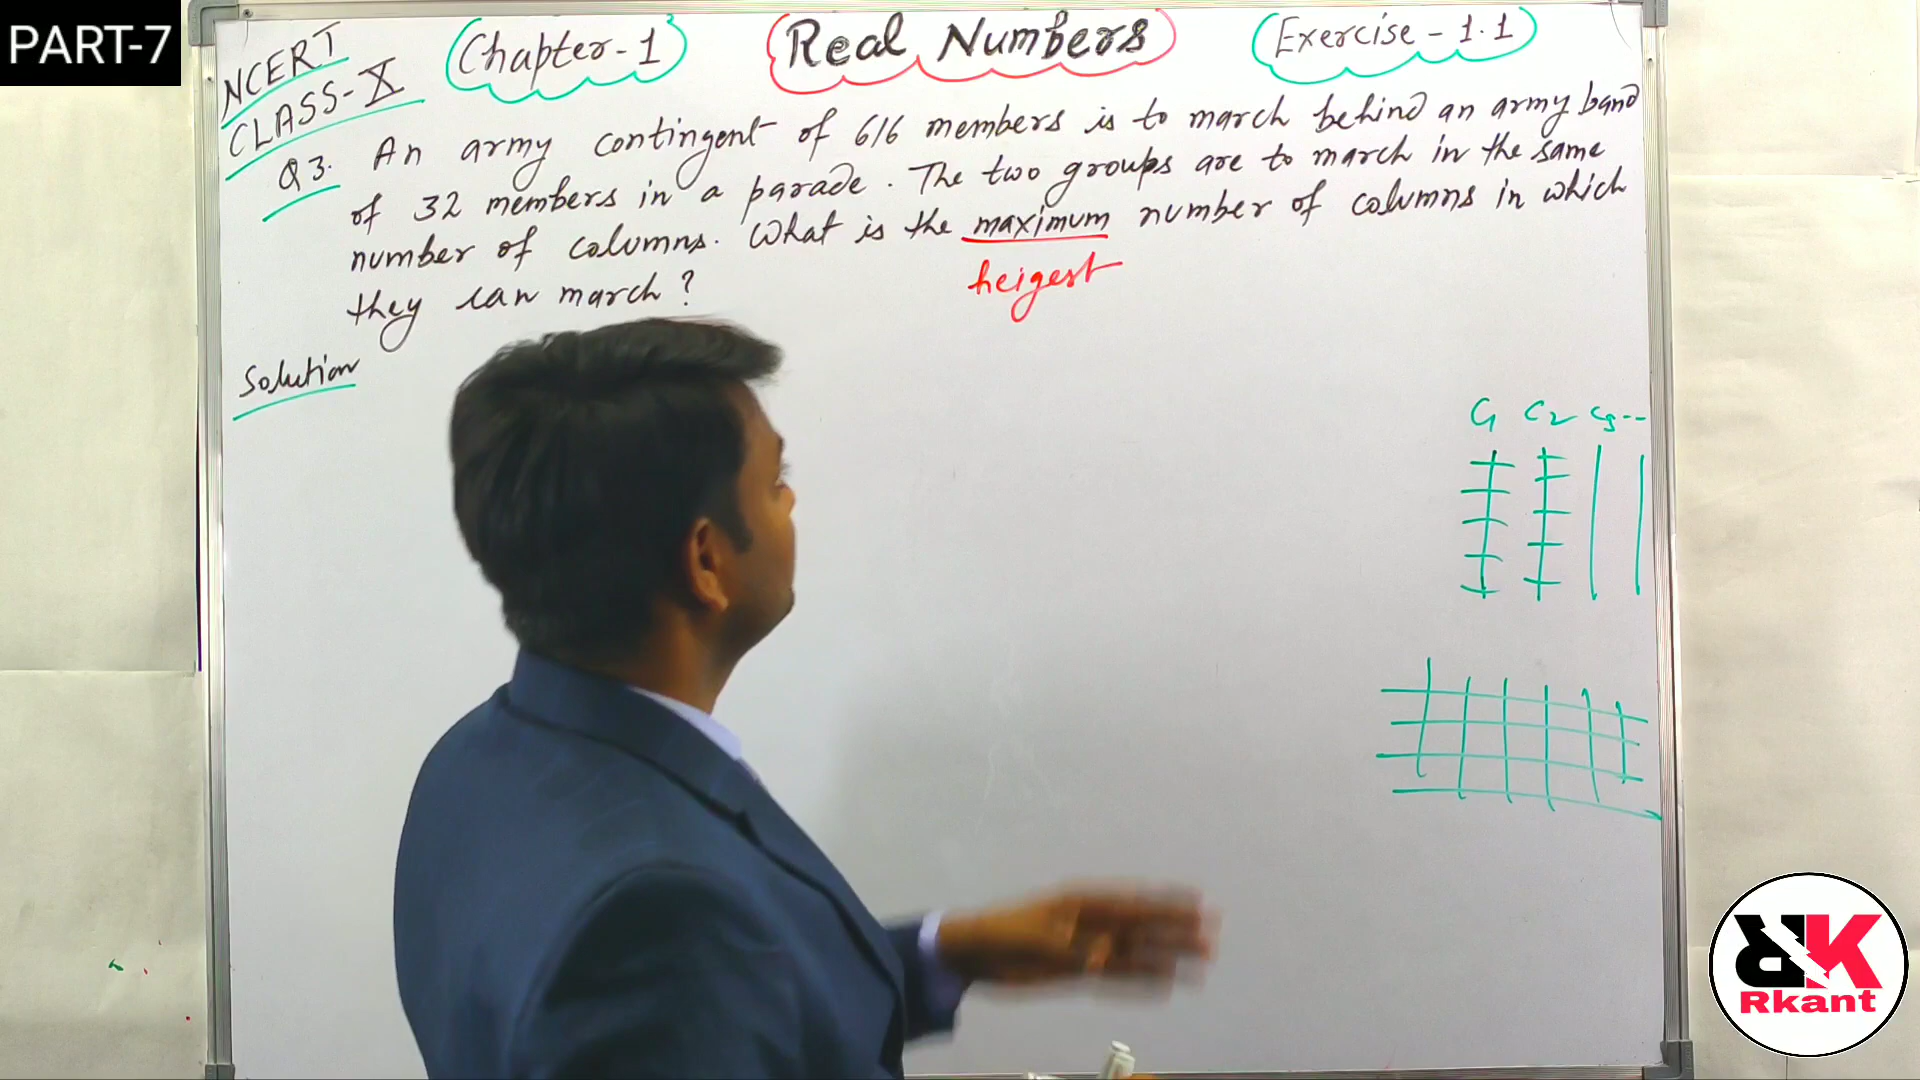 PART-7
NCERT
CLASS-X
Chapter-1
Real Numbers
Exercise - 1.1
Q3. An army contingent of 616 members is to march behind an army band
of 32 members in a parade. The two groups are to march in the same
number of columns. What is the maximum number of columns in which
they can march?
heigest
Solution
C1 C2 C3--
RK
Rkant